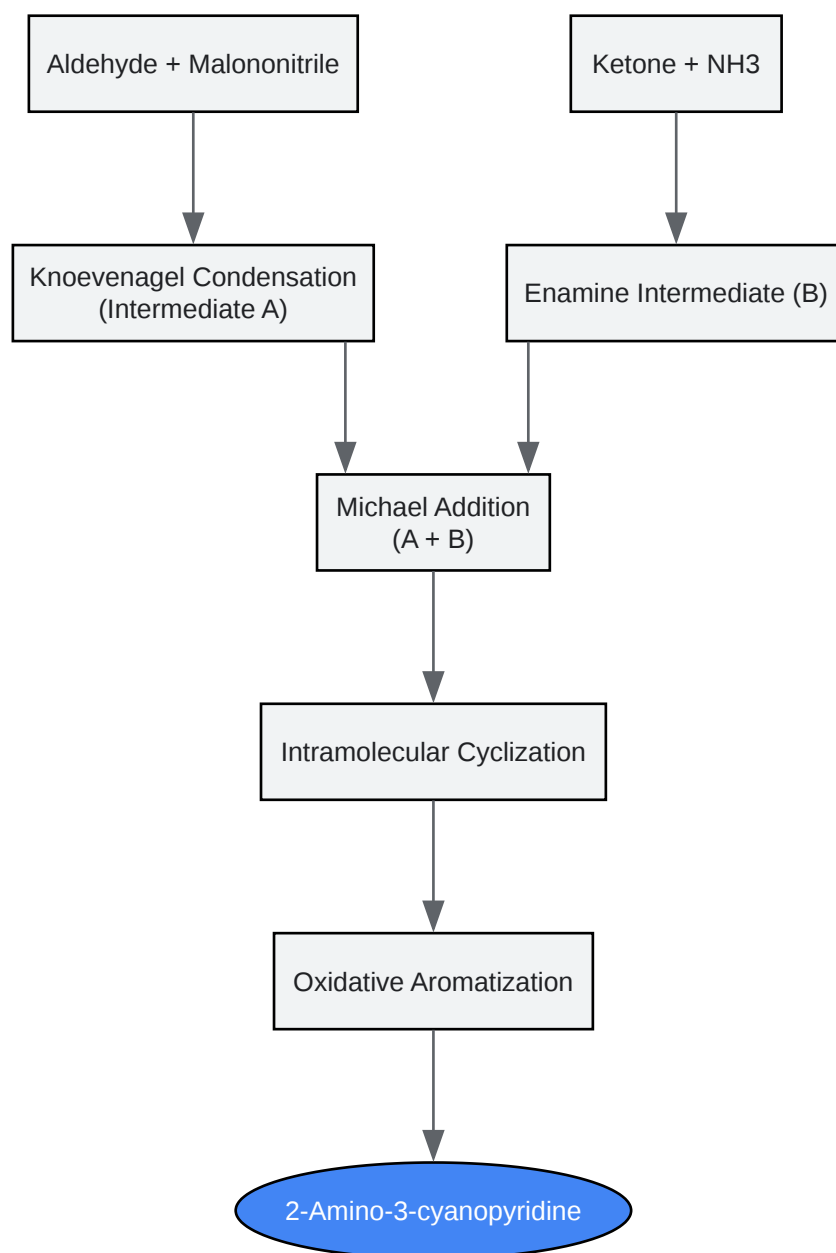 Aldehyde + Malononitrile
Ketone + NH3
Knoevenagel Condensation
(Intermediate A)
Enamine Intermediate (B)
Michael Addition
(A + B)
Intramolecular Cyclization
Oxidative Aromatization
2-Amino-3-cyanopyridine